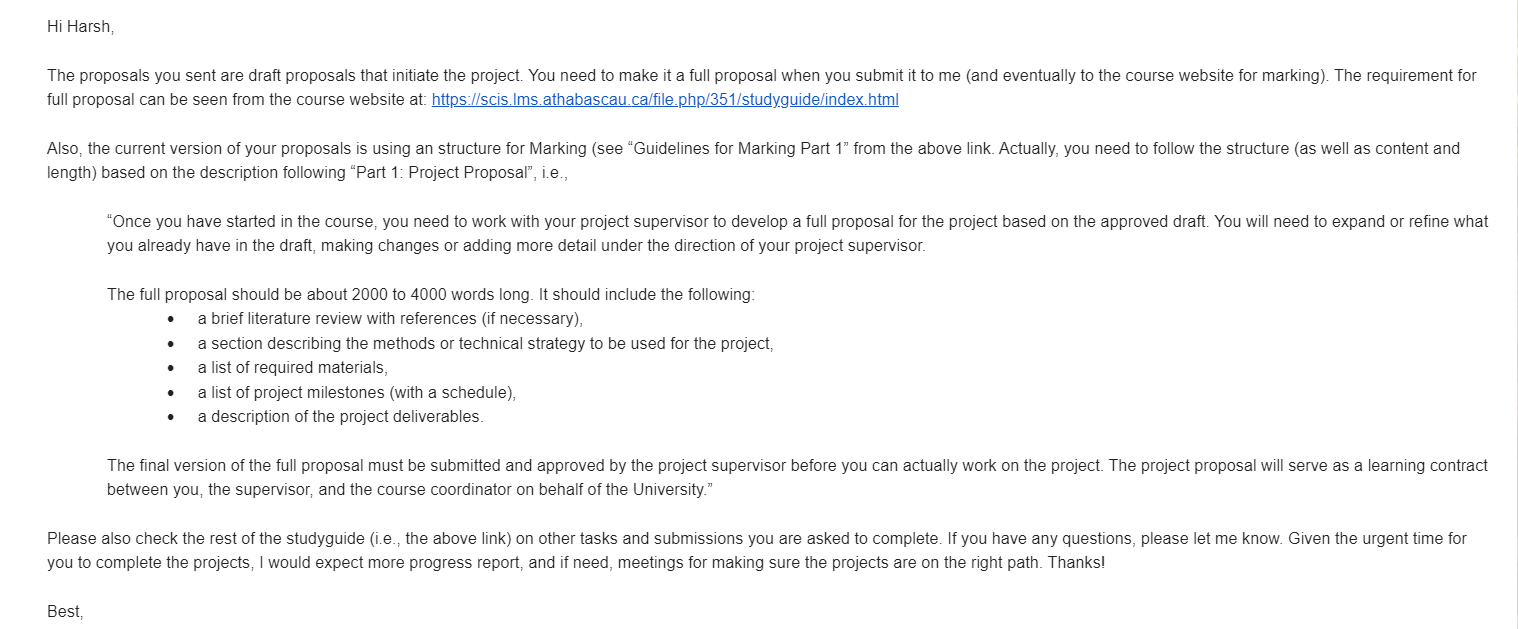 Hi Harsh,
The proposals you sent are draft proposals that initiate the project. You need to make it a full proposal when you submit it to me (and eventually to the course website for marking). The requirement for
full proposal can be seen from the course website at: https://scis.lms.athabascau.ca/file.php/351/studyguide/index.html
Also, the current version of your proposals is using an structure for Marking (see “Guidelines for Marking Part 1” from the above link. Actually, you need to follow the structure (as well as content and
length) based on the description following “Part 1: Project Proposal”, i.e.,
“Once you have started in the course, you need to work with your project supervisor to develop a full proposal for the project based on the approved draft. You will need to expand or refine what
you already have in the draft, making changes or adding more detail under the direction of your project supervisor.
The full proposal should be about 2000 to 4000 words long. It should include the following:
• a brief literature review with references (if necessary),
• a section describing the methods or technical strategy to be used for the project,
• a list of required materials,
• a list of project milestones (with a schedule),
• a description of the project deliverables.
The final version of the full proposal must be submitted and approved by the project supervisor before you can actually work on the project. The project proposal will serve as a learning contract
between you, the supervisor, and the course coordinator on behalf of the University.”
Please also check the rest of the studyguide (i.e., the above link) on other tasks and submissions you are asked to complete. If you have any questions, please let me know. Given the urgent time for
you to complete the projects, I would expect more progress report, and if need, meetings for making sure the projects are on the right path. Thanks!
Best,